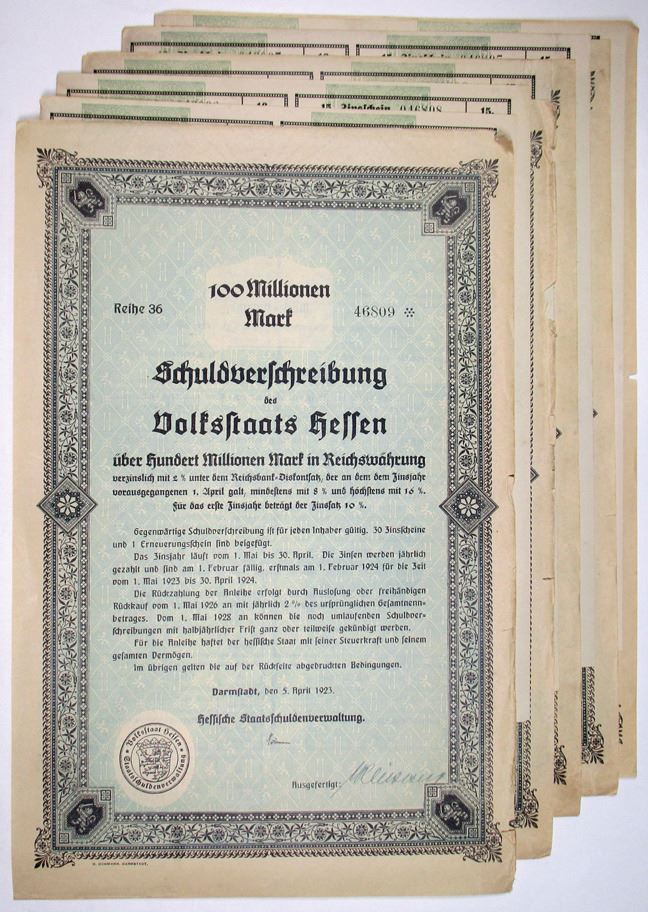 15. Zinsschein 046808 15.
100 Millionen
Mark
Reihe 36
46809
Schuldverschreibung
des
Volksstaats Hessen
über Hundert Millionen Mark in Reichswährung
verzinslich mit 2 % unter dem Reichsbank-Diskontsatz, der an dem dem Zinsjahr
vorausgegangenen 1. April galt, mindestens mit 8 % und höchstens mit 16 %.
Für das erste Zinsjahr beträgt der Zinsatz 10 %.
Gegenwärtige Schuldverschreibung ist für jeden Inhaber gültig. 30 Zinsscheine
und 1 Erneuerungsschein sind beigefügt.
Das Zinsjahr läuft vom 1. Mai bis 30. April. Die Zinsen werden jährlich
gezahlt und sind am 1. Februar fällig, erstmals am 1. Februar 1924 für die Zeit
vom 1. Mai 1923 bis 30. April 1924.
Die Rückzahlung der Anleihe erfolgt durch Auslosung oder freihändigen
Rückkauf vom 1. Mai 1926 an mit jährlich 2 % des ursprünglichen Gesamtnenn-
betrages. Dom 1. Mai 1928 an können die noch umlaufenden Schuldver-
schreibungen mit halbjährlicher Frist ganz oder teilweise gekündigt werden.
Für die Anleihe haftet der hessische Staat mit seiner Steuerkraft und seinem
gesamten Vermögen.
Im übrigen gelten die auf der Rückseite abgedruckten Bedingungen.
Darmstadt, den 5. April 1923.
Hessische Staatsschuldenverwaltung.
Volksstaat Hessen
Staatsschuldenverwaltung
Ausgefertigt: